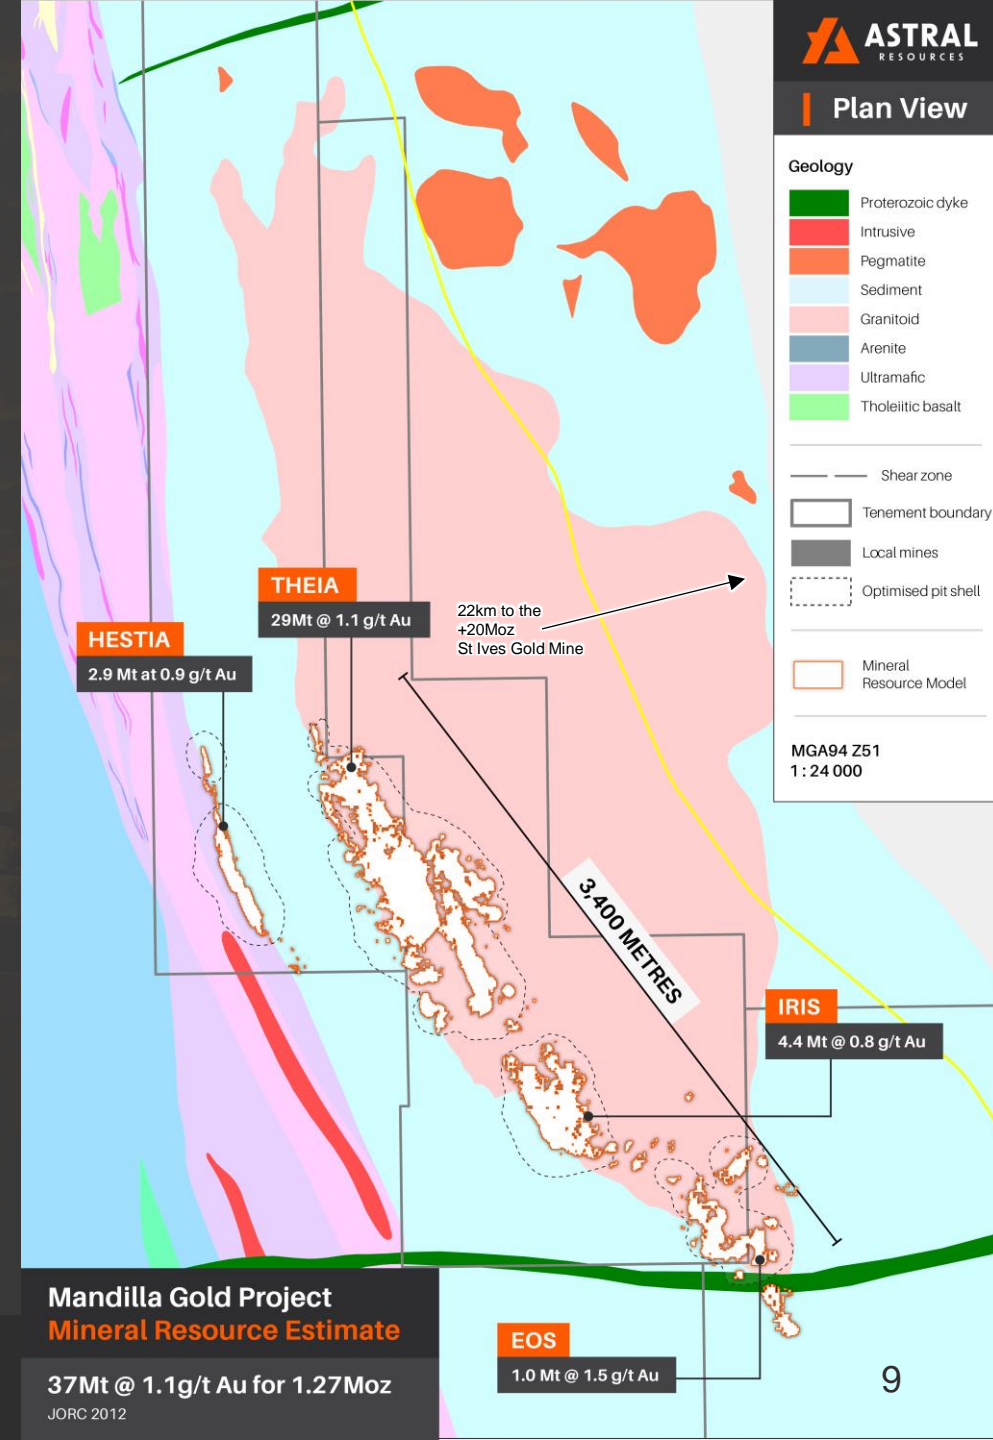 ASTRAL
RESOURCES
Plan View
Geology
Proterozoic dyke
Intrusive
Pegmatite
Sediment
Granitoid
Arenite
Ultramafic
Tholeiitic basalt
Shear zone
Tenement boundary
Local mines
Optimised pit shell
Mineral
Resource Model
MGA94 Z51
1 : 24 000
THEIA
29Mt @ 1.1 g/t Au
HESTIA
2.9 Mt at 0.9 g/t Au
22km to the
+20Moz
St Ives Gold Mine
3,400 METRES
IRIS
4.4 Mt @ 0.8 g/t Au
EOS
1.0 Mt @ 1.5 g/t Au
Mandilla Gold Project
Mineral Resource Estimate
37Mt @ 1.1g/t Au for 1.27Moz
JORC 2012
9